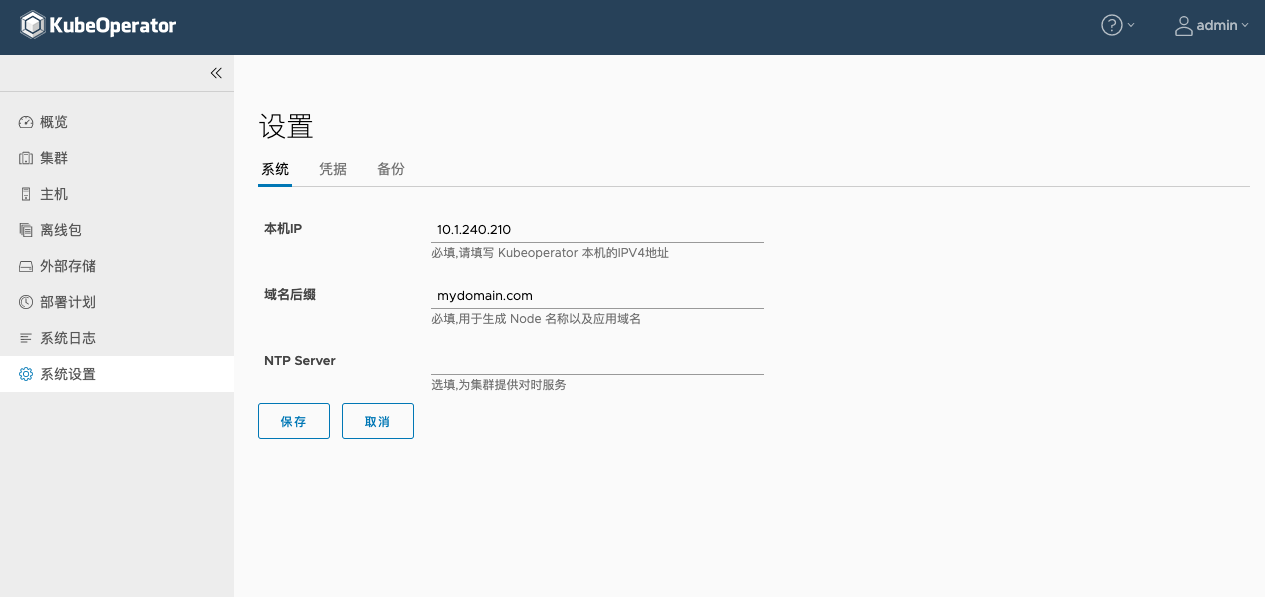 KubeOperator
admin
概览
集群
主机
离线包
外部存储
部署计划
系统日志
系统设置
设置
系统 凭据 备份
本机IP 10.1.240.210
必填,请填写 Kubeoperator 本机的IPV4地址
域名后缀 mydomain.com
必填,用于生成 Node 名称以及应用域名
NTP Server
选填,为集群提供对时服务
保存 取消